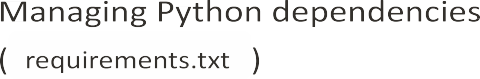 Managing Python dependencies
( requirements.txt )